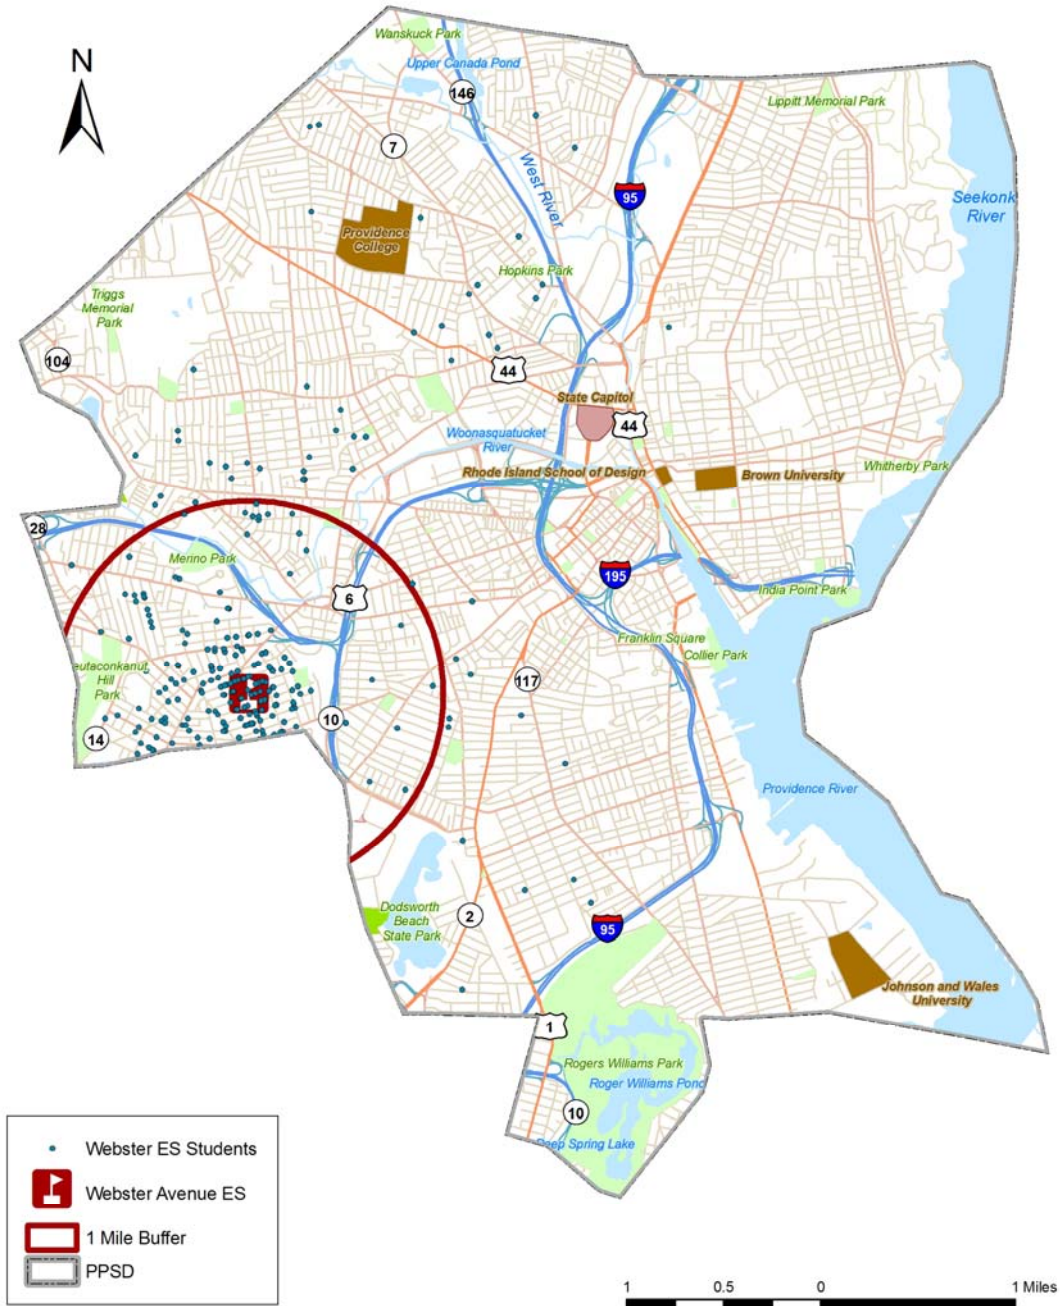 Wanskuck Park
N
Upper Canada Pond
146
Lippitt Memorial Park
7
West River
95
Seekonk
River
Providence
College
Hopkins Park
Triggs
Memorial
Park
104
44
State Capitol
44
Woonasquatucket
River
Rhode Island School of Design
Brown University
Whitherby Park
28
Merino Park
6
195
India Point Park
Franklin Square
Collier Park
eutaconkanut
Hill
Park
117
10
14
Providence River
Dodsworth
Beach
State Park
2
95
Johnson and Wales
University
1
Rogers Williams Park
Roger Williams Pond
10
Deep Spring Lake
Webster ES Students
Webster Avenue ES
1 Mile Buffer
PPSD
1 0.5 0 1 Miles